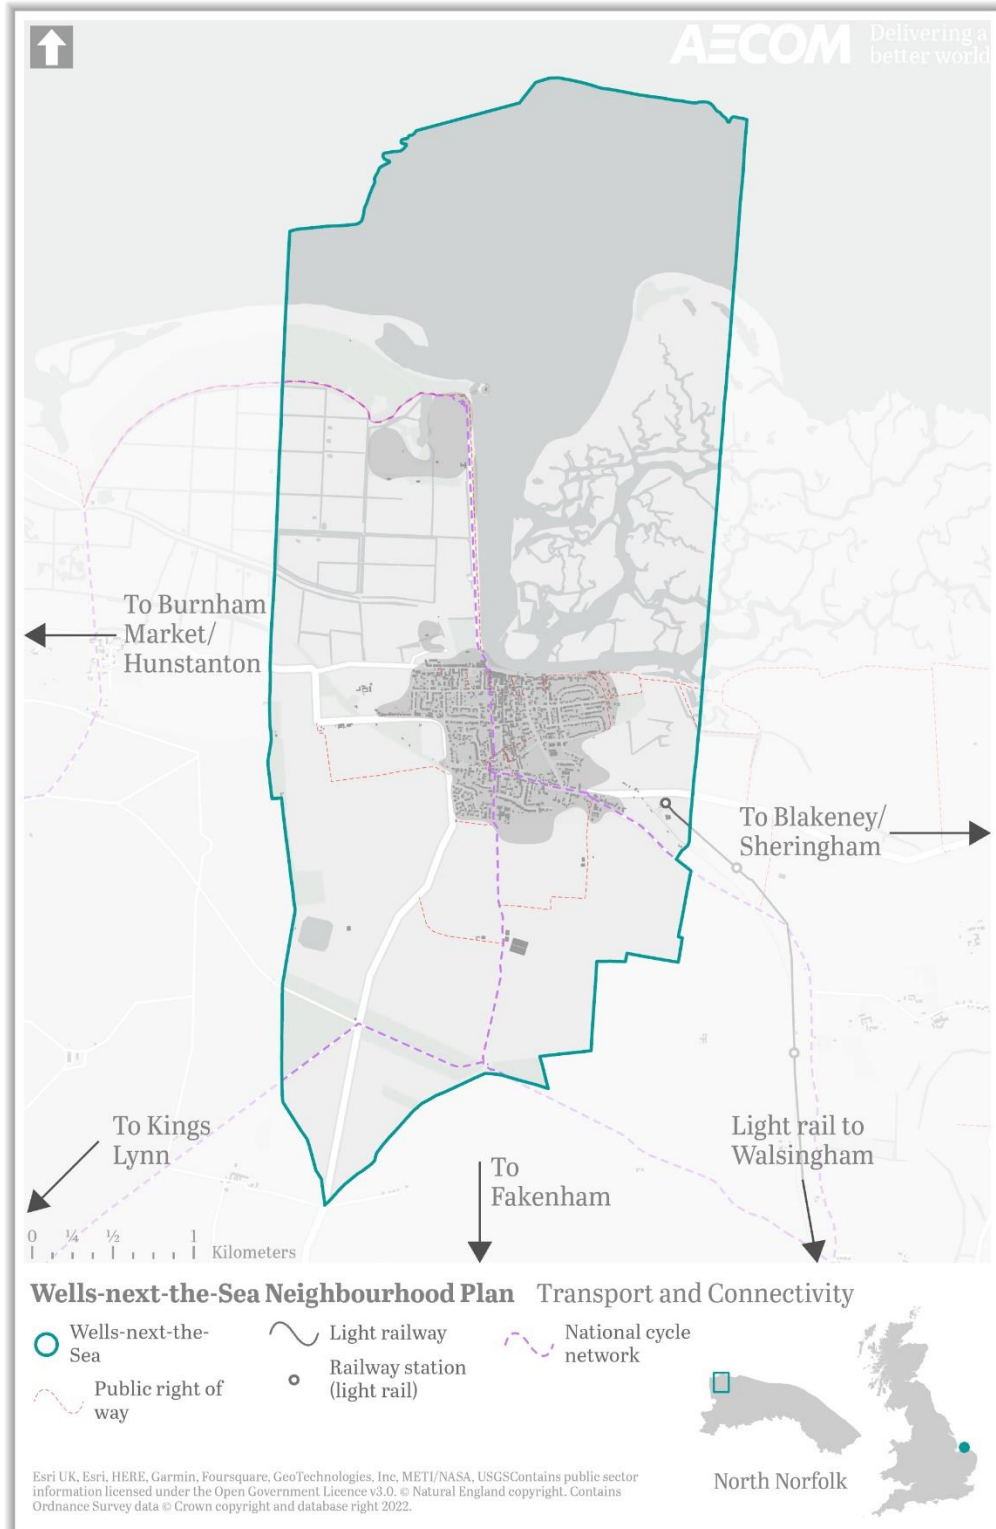 AECOM
Delivering a
better world
To Burnham
Market/
Hunstanton
To Blakeney/
Sheringham
To Kings
Lynn
Light rail to
Walsingham
To
Fakenham
0 ¼ ½ 1
Kilometers
Wells-next-the-Sea Neighbourhood Plan Transport and Connectivity
Wells-next-the-
Sea
Public right of
way
Light railway
Railway station
(light rail)
National cycle
network
North Norfolk
Esri UK, Esri, HERE, Garmin, Foursquare, GeoTechnologies, Inc, METI/NASA, USGSContains public sector
information licensed under the Open Government Licence v3.0. © Natural England copyright. Contains
Ordnance Survey data © Crown copyright and database right 2022.